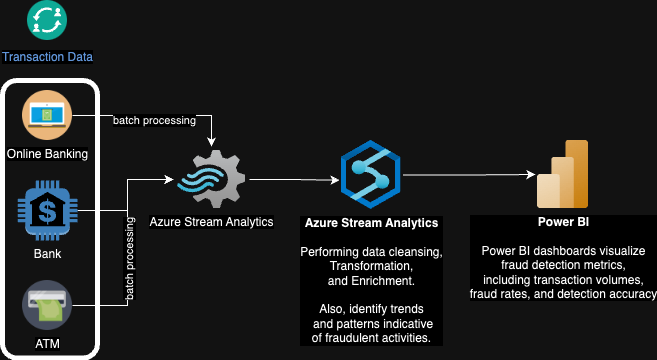 Transaction Data
batch processing
Online Banking
Bank
batch processing
ATM
Azure Stream Analytics
Azure Stream Analytics
Performing data cleansing,
Transformation,
and Enrichment.
Also, identify trends
and patterns indicative
of fraudulent activities.
Power BI
Power BI dashboards visualize
fraud detection metrics,
including transaction volumes,
fraud rates, and detection accuracy